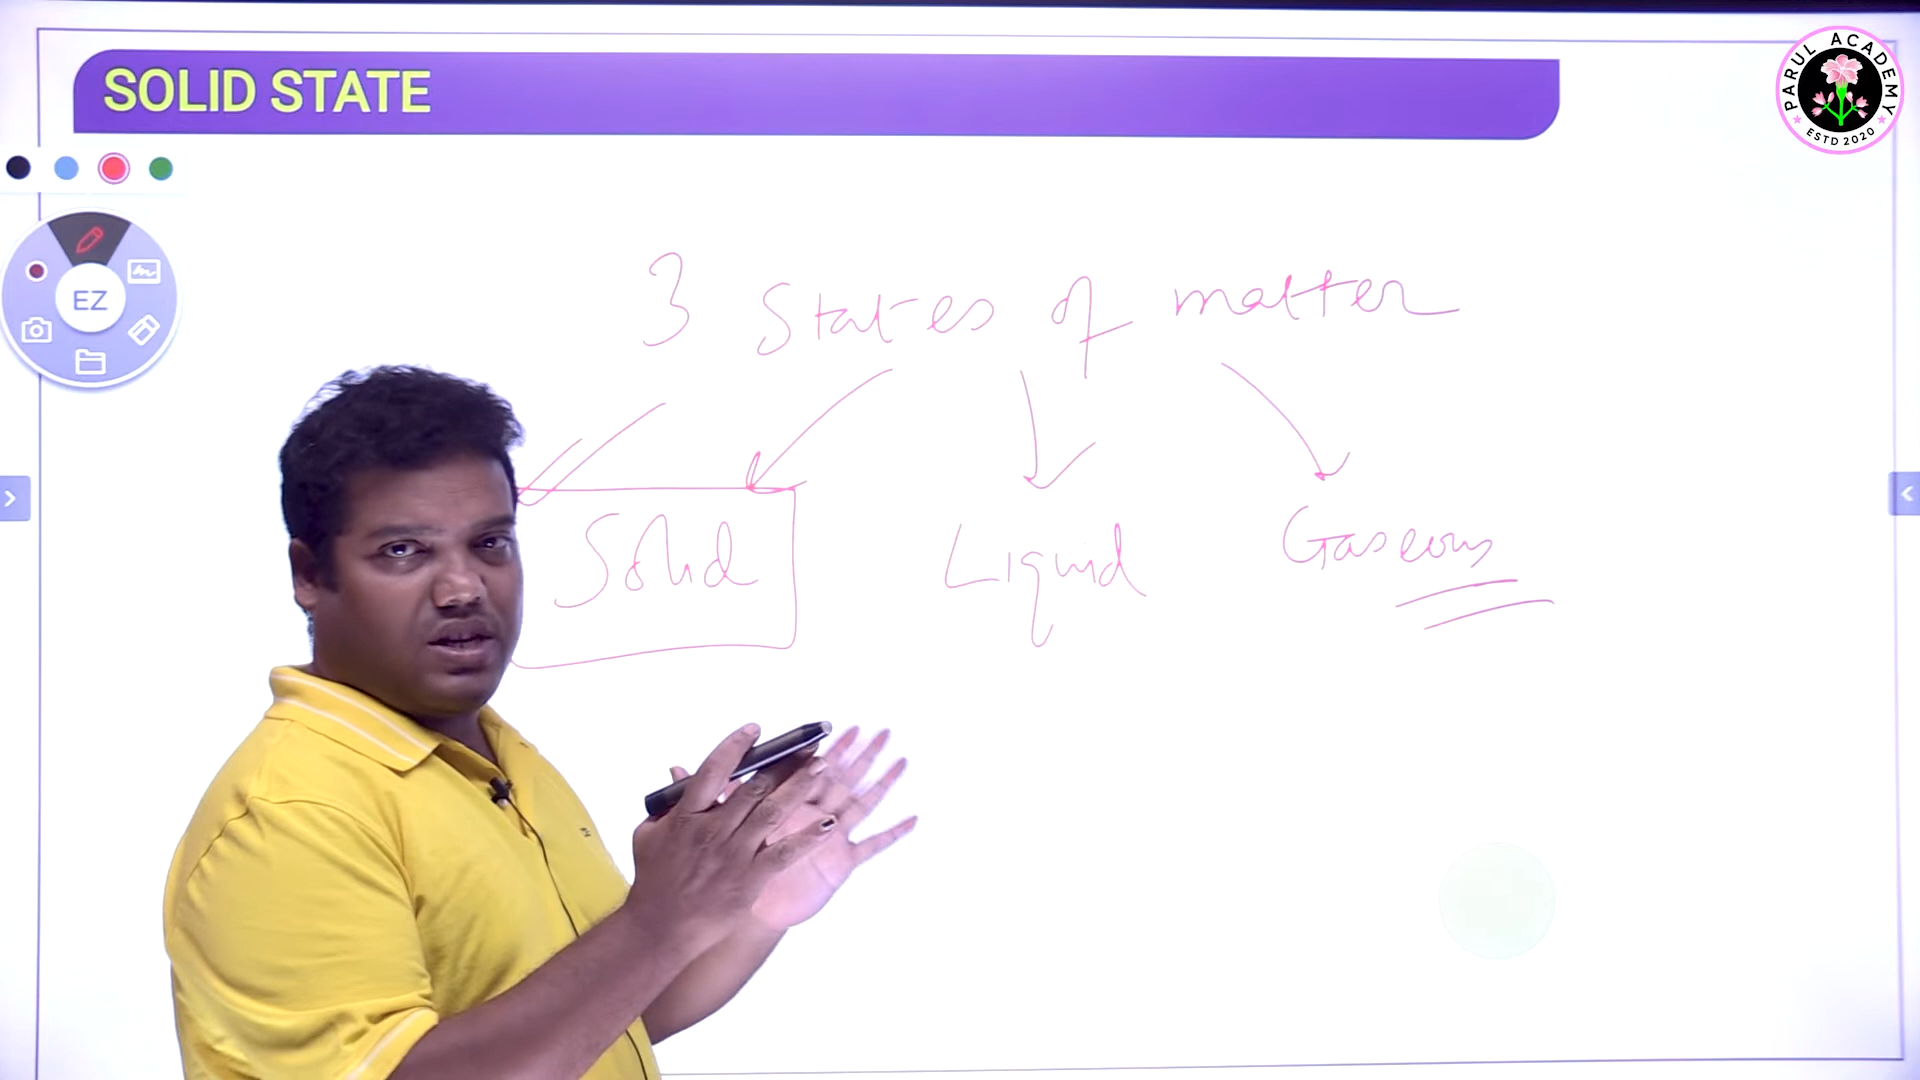 SOLID STATE
PARUL ACADEMY
ESTD 2020
EZ
3 States of matter
Solid Liquid Gaseous